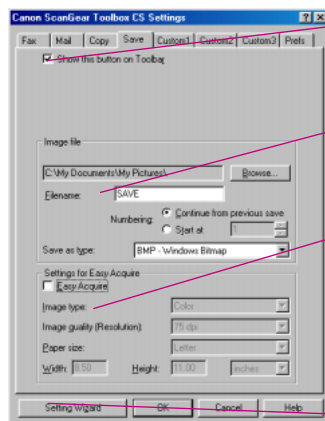 Canon ScanGear Toolbox CS Settings
Fax Mail Copy Save Custom1 Custom2 Custom3 Prefs
Show this button on Toolbar
Image file
C:\My Documents\My Pictures\
Browse...
Filename: SAVE
Numbering: Continue from previous save
Start at 1
Save as type: BMP - Windows Bitmap
Settings for Easy Acquire
Easy Acquire
Image type: Color
Image quality (Resolution): 75 dpi
Paper size: Letter
Width: 8.50 Height: 11.00 inches
Setting Wizard OK Cancel Help